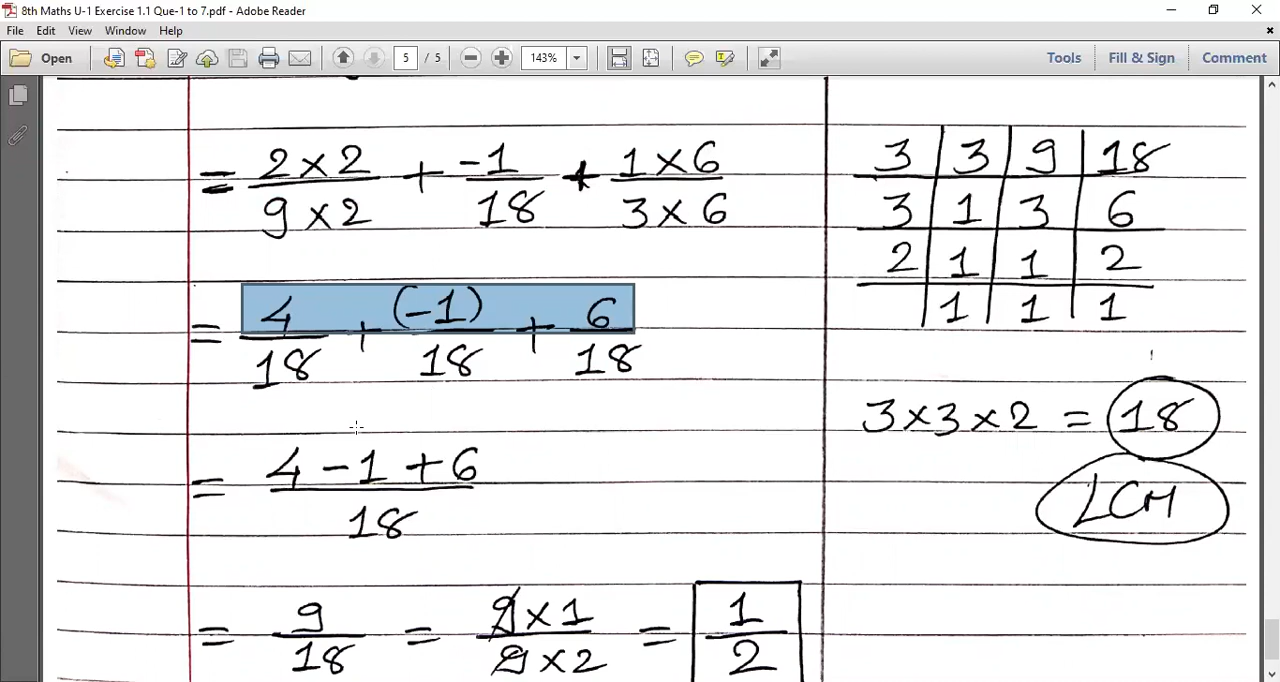 8th Maths U-1 Exercise 1.1 Que-1 to 7.pdf - Adobe Reader
File Edit View Window Help
Open 5 / 5 143% Tools Fill & Sign Comment
= 2×2/9×2 + -1/18 + 1×6/3×6
= 4/18 + (-1)/18 + 6/18
= 4-1+6/18
= 9/18 = 9×1/9×2 = 1/2
3 3 9 18
3 1 3 6
2 1 1 2
1 1 1
3×3×2 = 18
LCM